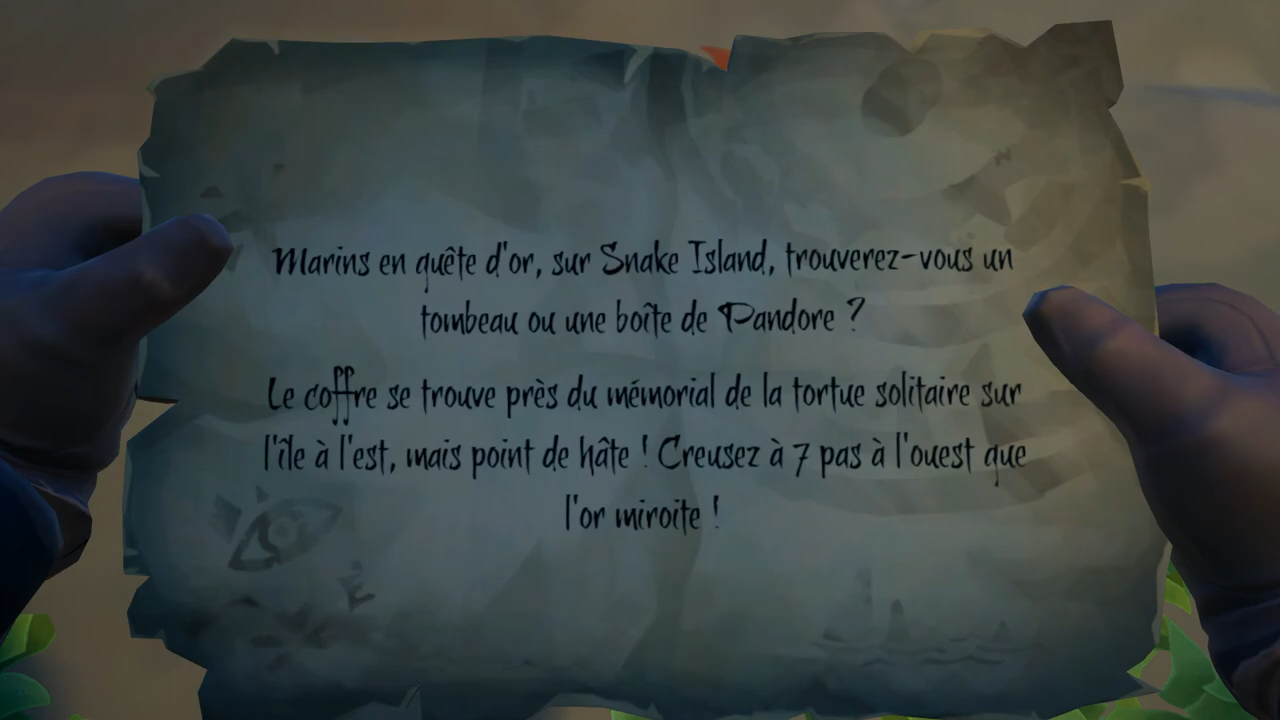 Marins en quête d'or, sur Snake Island, trouverez-vous un
tombeau ou une boîte de Pandore ?
Le coffre se trouve près du mémorial de la tortue solitaire sur
l'île à l'est, mais point de hâte ! Creusez à 7 pas à l'ouest que
l'or miroite !